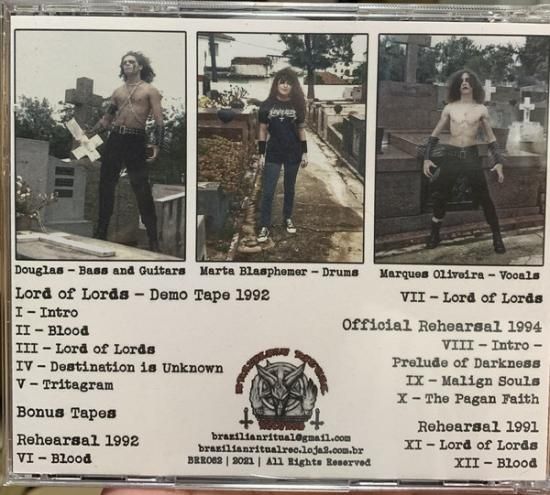 Douglas – Bass and Guitars
Marta Blasphemer – Drums
Marques Oliveira – Vocals
Lord of Lords – Demo Tape 1992
I – Intro
II – Blood
III – Lord of Lords
IV – Destination is Unknown
V – Tritagram
Bonus Tapes
Rehearsal 1992
VI – Blood
VII – Lord of Lords
Official Rehearsal 1994
VIII – Intro –
Prelude of Darkness
IX – Malign Souls
X – The Pagan Faith
Rehearsal 1991
XI – Lord of Lords
XII – Blood
brazilianritual@gmail.com
brazilianritualrec.loja2.com.br
BRR062 | 2021 | All Rights Reserved